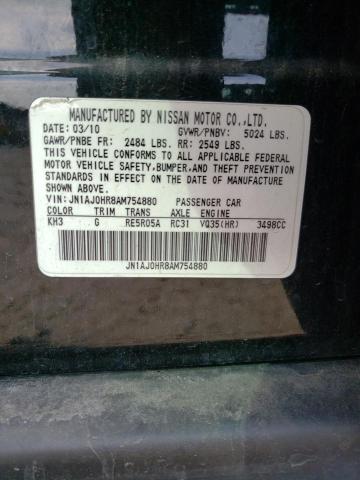 MANUFACTURED BY NISSAN MOTOR CO.,LTD.
DATE: 03/10 GVWR/PNBV: 5024 LBS.
GAWR/PNBE FR: 2484 LBS. RR: 2549 LBS.
THIS VEHICLE CONFORMS TO ALL APPLICABLE FEDERAL
MOTOR VEHICLE SAFETY, BUMPER, AND THEFT PREVENTION
STANDARDS IN EFFECT ON THE DATE OF MANUFACTURE
SHOWN ABOVE.
VIN: JN1AJ0HR8AM754880 PASSENGER CAR
COLOR TRIM TRANS AXLE ENGINE
KH3 G RE5R05A RC31 VQ35(HR) 3498CC
JN1AJ0HR8AM754880